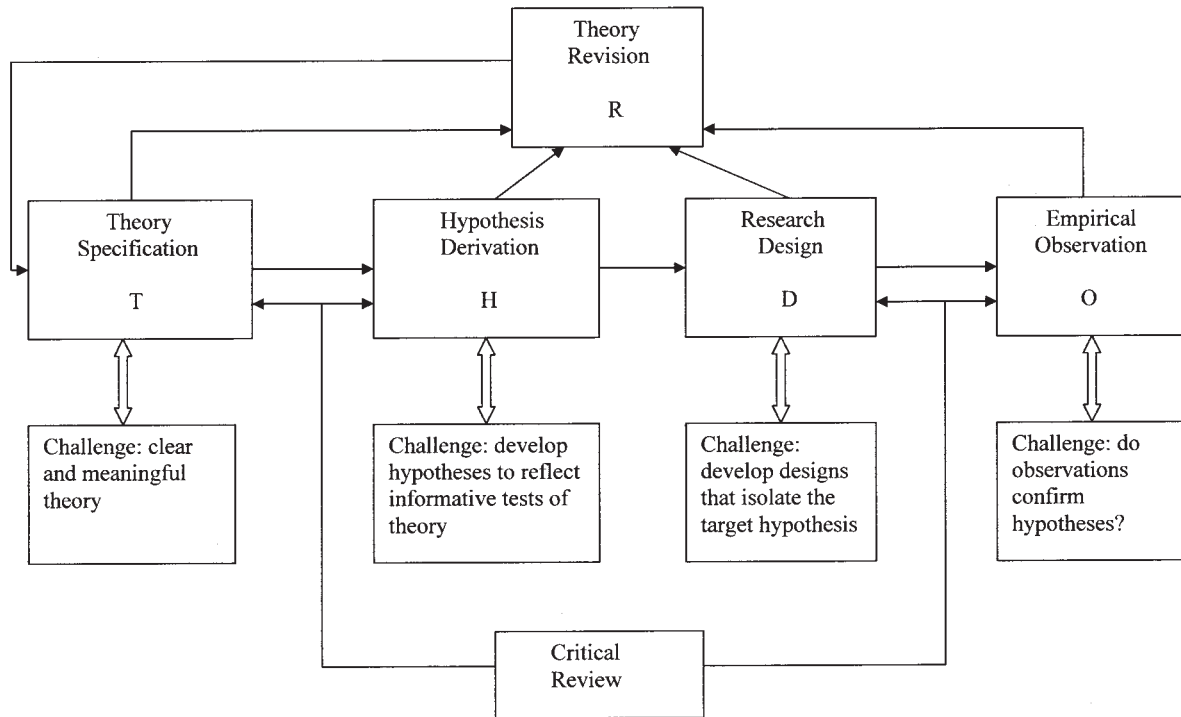 Theory
Revision
R
Theory
Specification
T
Hypothesis
Derivation
H
Research
Design
D
Empirical
Observation
O
Challenge: clear
and meaningful
theory
Challenge: develop
hypotheses to reflect
informative tests of
theory
Challenge:
develop designs
that isolate the
target hypothesis
Challenge: do
observations
confirm
hypotheses?
Critical
Review